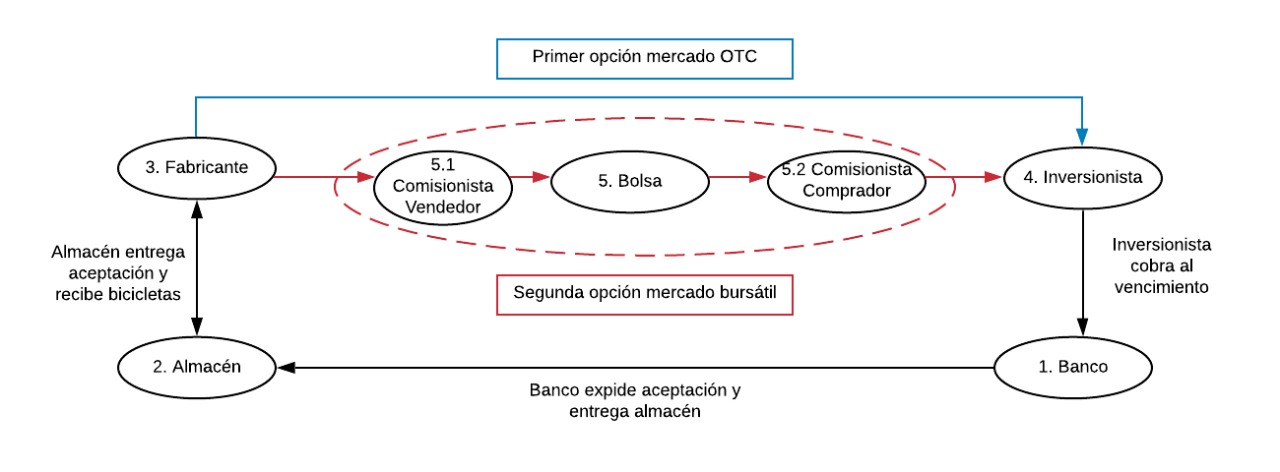 Primer opción mercado OTC
3. Fabricante
5.1
Comisionista
Vendedor
5. Bolsa
5.2 Comisionista
Comprador
4. Inversionista
Almacén entrega
aceptación y
recibe bicicletas
Segunda opción mercado bursátil
Inversionista
cobra al
vencimiento
2. Almacén
1. Banco
Banco expide aceptación y
entrega almacén